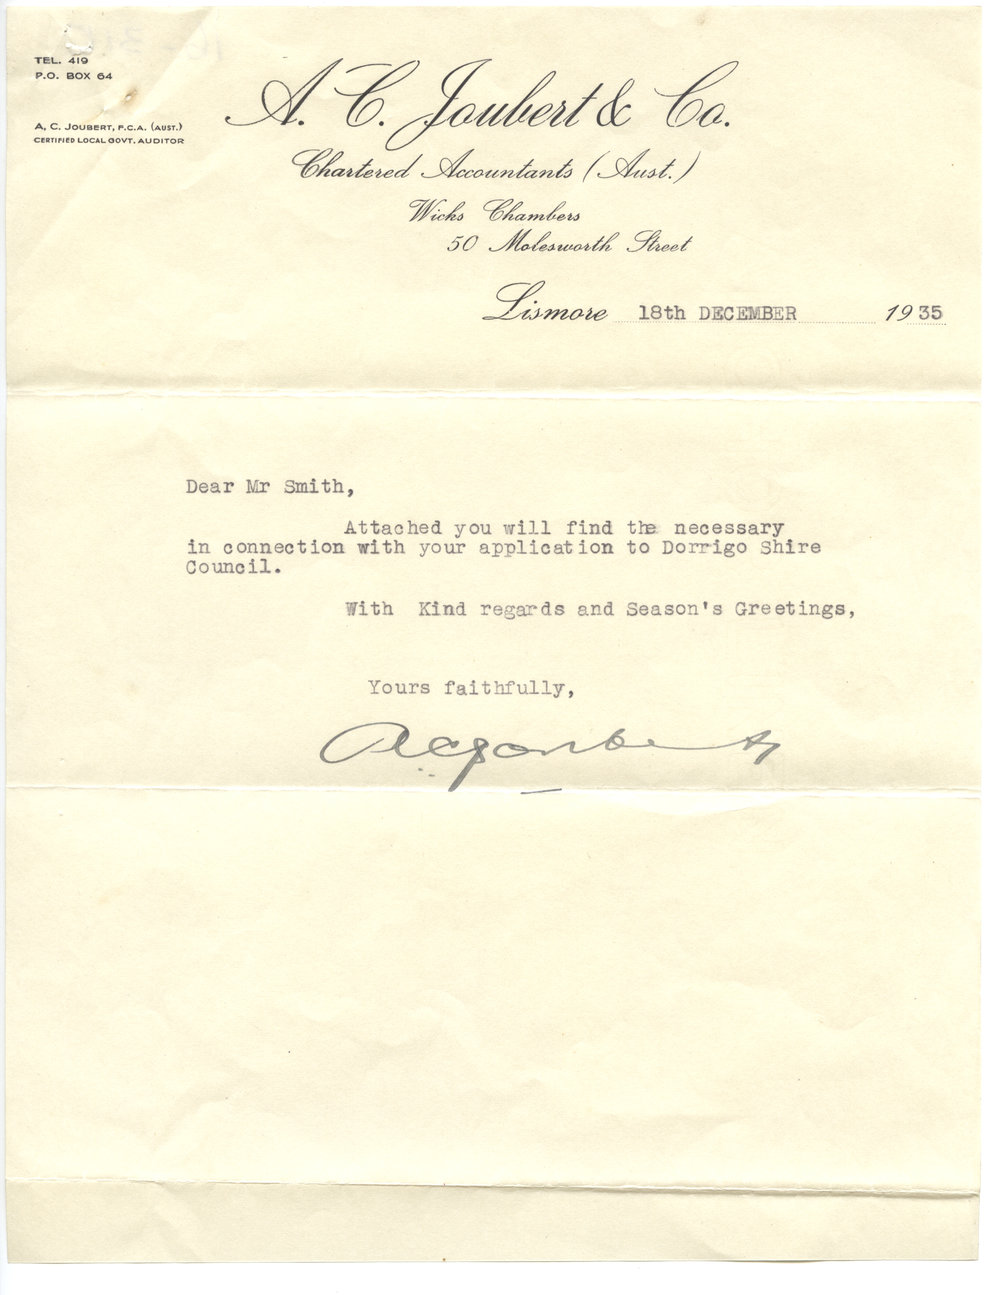 TEL. 419
P.O. BOX 64
A. C. JOUBERT, F.C.A. (AUST.)
CERTIFIED LOCAL GOVT. AUDITOR
A. C. Joubert & Co.
Chartered Accountants (Aust.)
Wicks Chambers
50 Molesworth Street
Lismore 18th DECEMBER 1935
Dear Mr Smith,
Attached you will find the necessary
in connection with your application to Dorrigo Shire
Council.
With Kind regards and Season's Greetings,
Yours faithfully,
ACJoubert